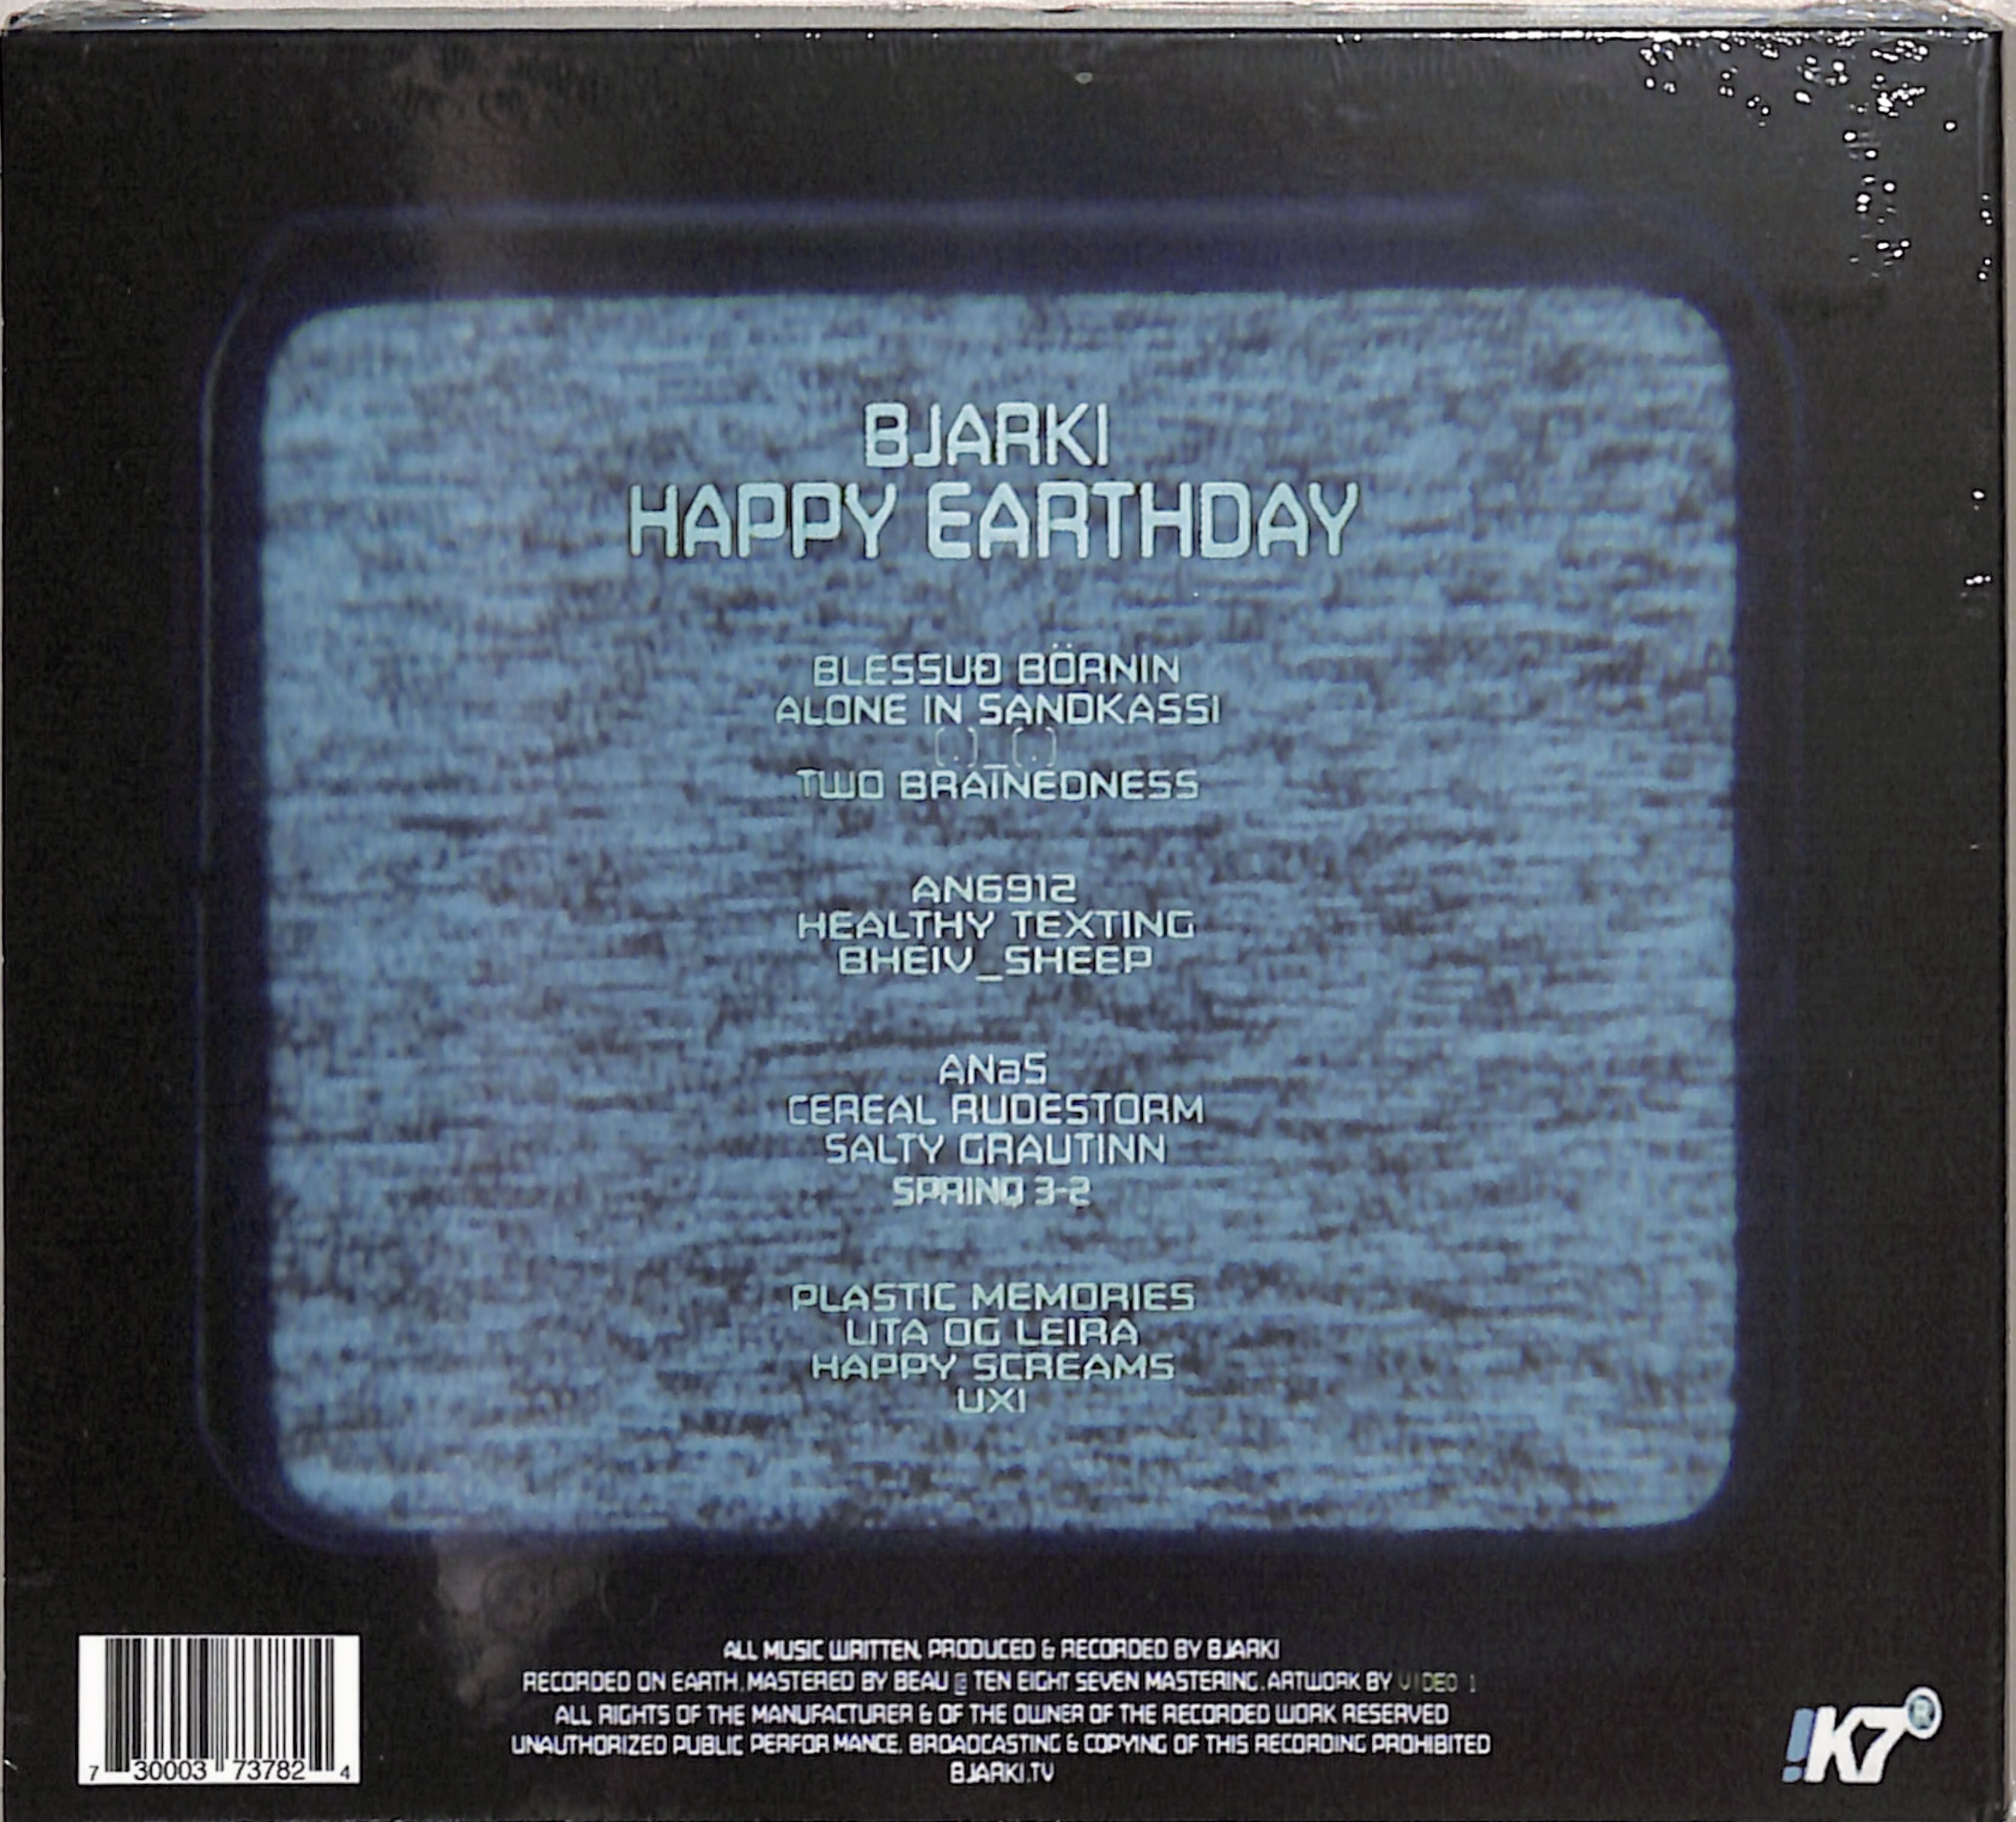 BJARKI
HAPPY EARTHDAY
BLESSUÐ BÖRNIN
ALONE IN SANDKASSI
(.)_(.)
TWO BRAINEDNESS
AN6912
HEALTHY TEXTING
BHEIV_SHEEP
ANa5
CEREAL RUDESTORM
SALTY GRAUTINN
SPRINQ 3-2
PLASTIC MEMORIES
LITA OG LEIRA
HAPPY SCREAMS
UXI
ALL MUSIC WRITTEN, PRODUCED & RECORDED BY BJARKI
RECORDED ON EARTH. MASTERED BY BEAU @ TEN EIGHT SEVEN MASTERING. ARTWORK BY VIDEO 1
ALL RIGHTS OF THE MANUFACTURER & OF THE OWNER OF THE RECORDED WORK RESERVED
UNAUTHORIZED PUBLIC PERFOR MANCE, BROADCASTING & COPYING OF THIS RECORDING PROHIBITED
BJARKI.TV
7 30003 73782 4
!K7®